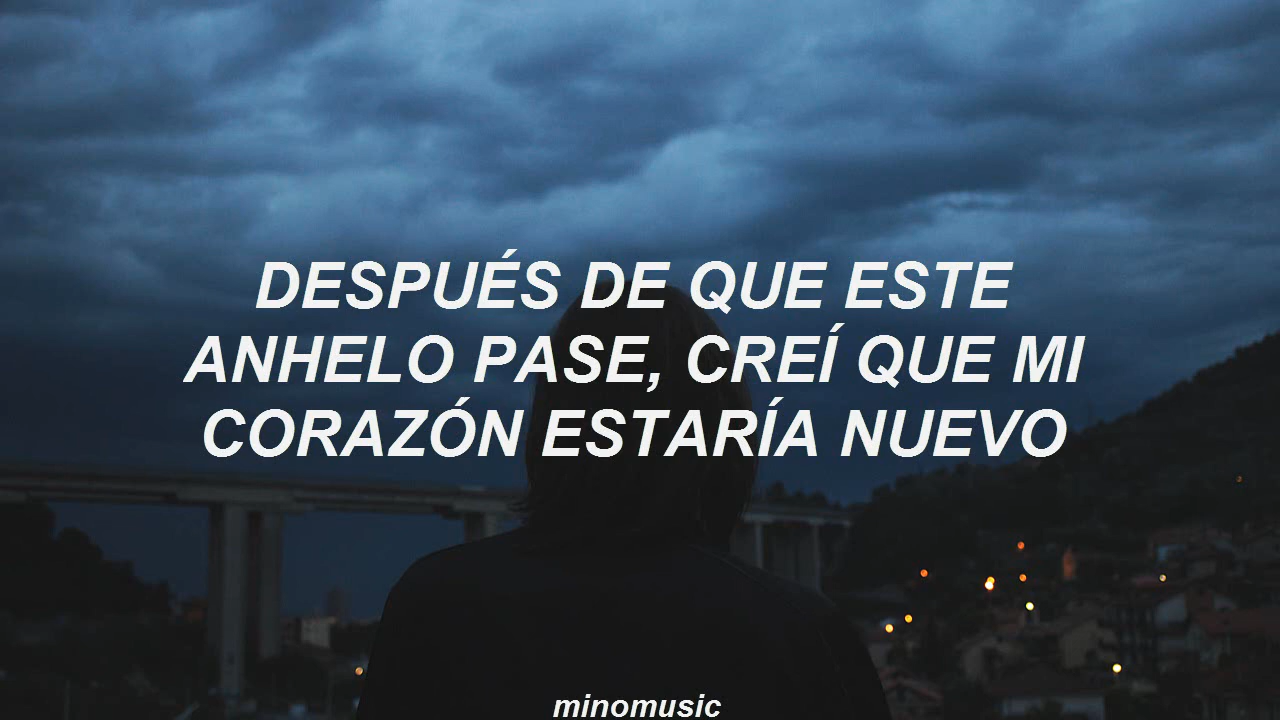 DESPUÉS DE QUE ESTE
ANHELO PASE, CREÍ QUE MI
CORAZÓN ESTARÍA NUEVO
minomusic